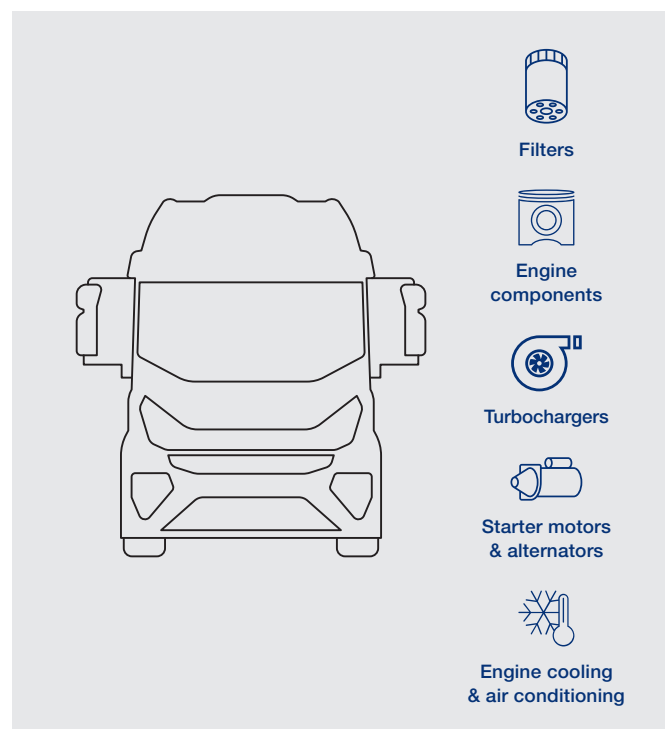 Filters
Engine
components
Turbochargers
Starter motors
& alternators
Engine cooling
& air conditioning